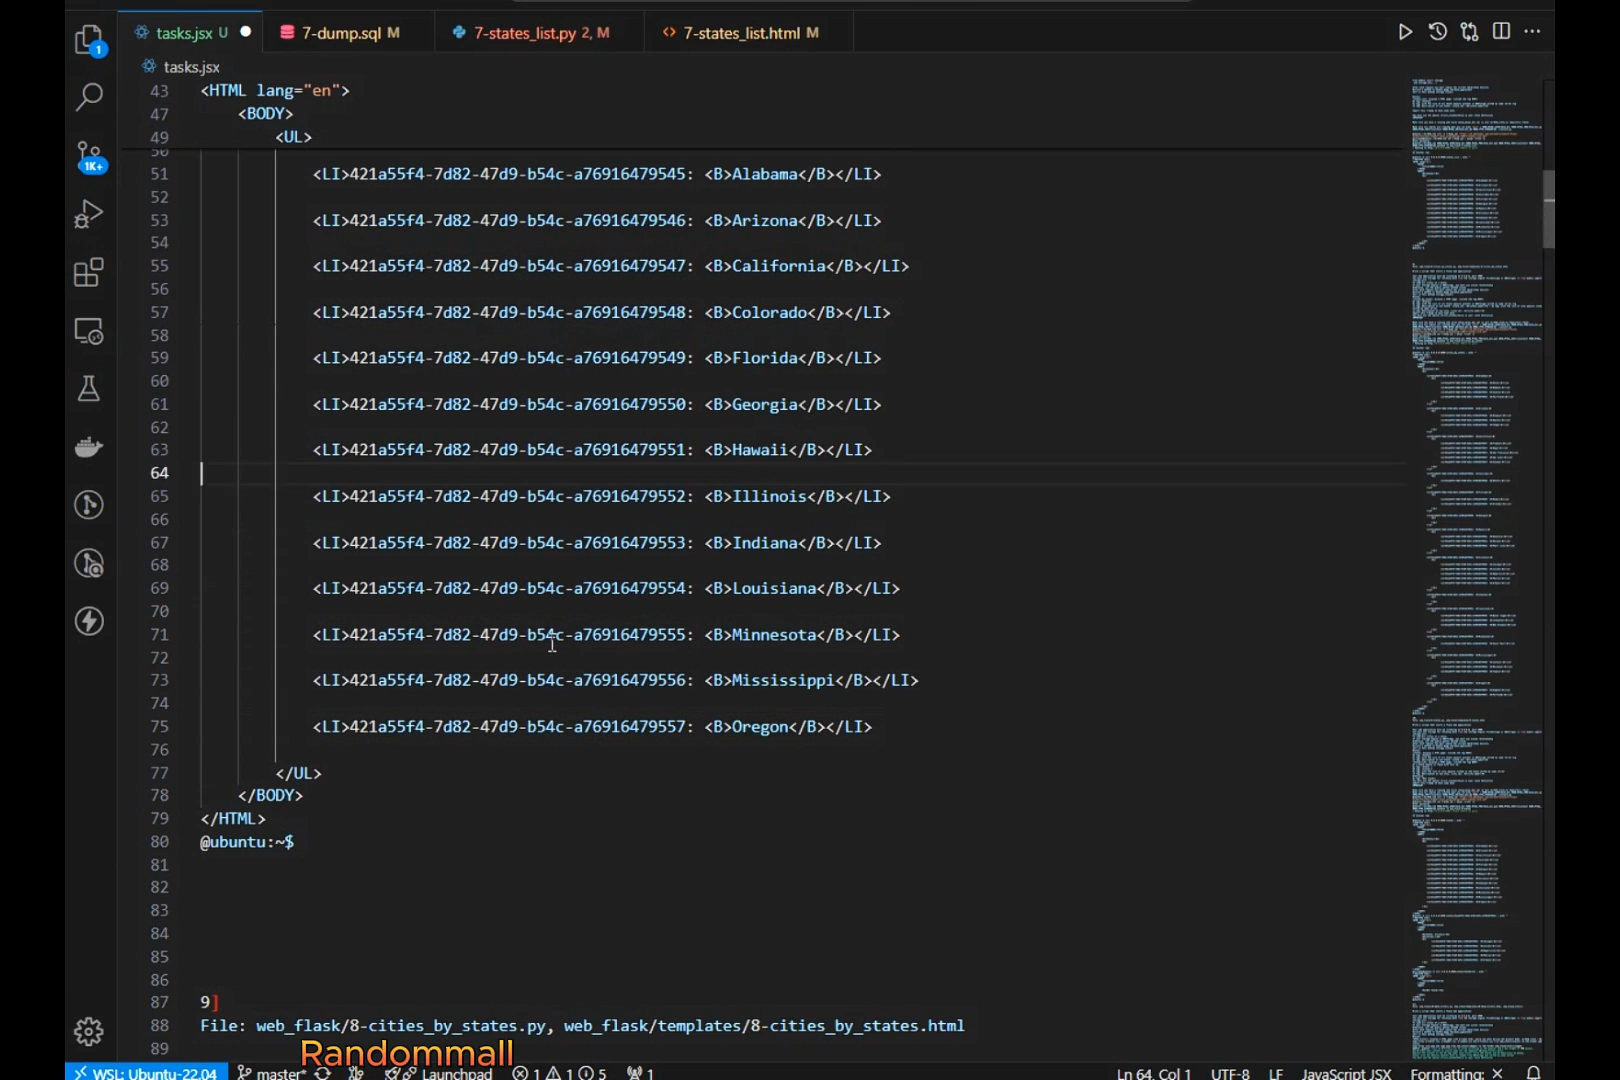 tasks.jsx U
7-dump.sql M
7-states_list.py 2, M
7-states_list.html M
1
tasks.jsx
43 <HTML lang="en">
47 <BODY>
49 <UL>
50
51 <LI>421a55f4-7d82-47d9-b54c-a76916479545: <B>Alabama</B></LI>
52
53 <LI>421a55f4-7d82-47d9-b54c-a76916479546: <B>Arizona</B></LI>
54
1K+
55 <LI>421a55f4-7d82-47d9-b54c-a76916479547: <B>California</B></LI>
56
57 <LI>421a55f4-7d82-47d9-b54c-a76916479548: <B>Colorado</B></LI>
58
59 <LI>421a55f4-7d82-47d9-b54c-a76916479549: <B>Florida</B></LI>
60
61 <LI>421a55f4-7d82-47d9-b54c-a76916479550: <B>Georgia</B></LI>
62
63 <LI>421a55f4-7d82-47d9-b54c-a76916479551: <B>Hawaii</B></LI>
64
65 <LI>421a55f4-7d82-47d9-b54c-a76916479552: <B>Illinois</B></LI>
66
67 <LI>421a55f4-7d82-47d9-b54c-a76916479553: <B>Indiana</B></LI>
68
69 <LI>421a55f4-7d82-47d9-b54c-a76916479554: <B>Louisiana</B></LI>
70
71 <LI>421a55f4-7d82-47d9-b54c-a76916479555: <B>Minnesota</B></LI>
72
73 <LI>421a55f4-7d82-47d9-b54c-a76916479556: <B>Mississippi</B></LI>
74
75 <LI>421a55f4-7d82-47d9-b54c-a76916479557: <B>Oregon</B></LI>
76
77 </UL>
78 </BODY>
79 </HTML>
80 @ubuntu:~$
81
82
83
84
85
86
87 9]
88 File: web_flask/8-cities_by_states.py, web_flask/templates/8-cities_by_states.html
89
Randommall
WSL: Ubuntu-22.04 master* Launchpad 1 1 5 1 Ln 64, Col 1 UTF-8 LF JavaScript JSX Formatting: ×